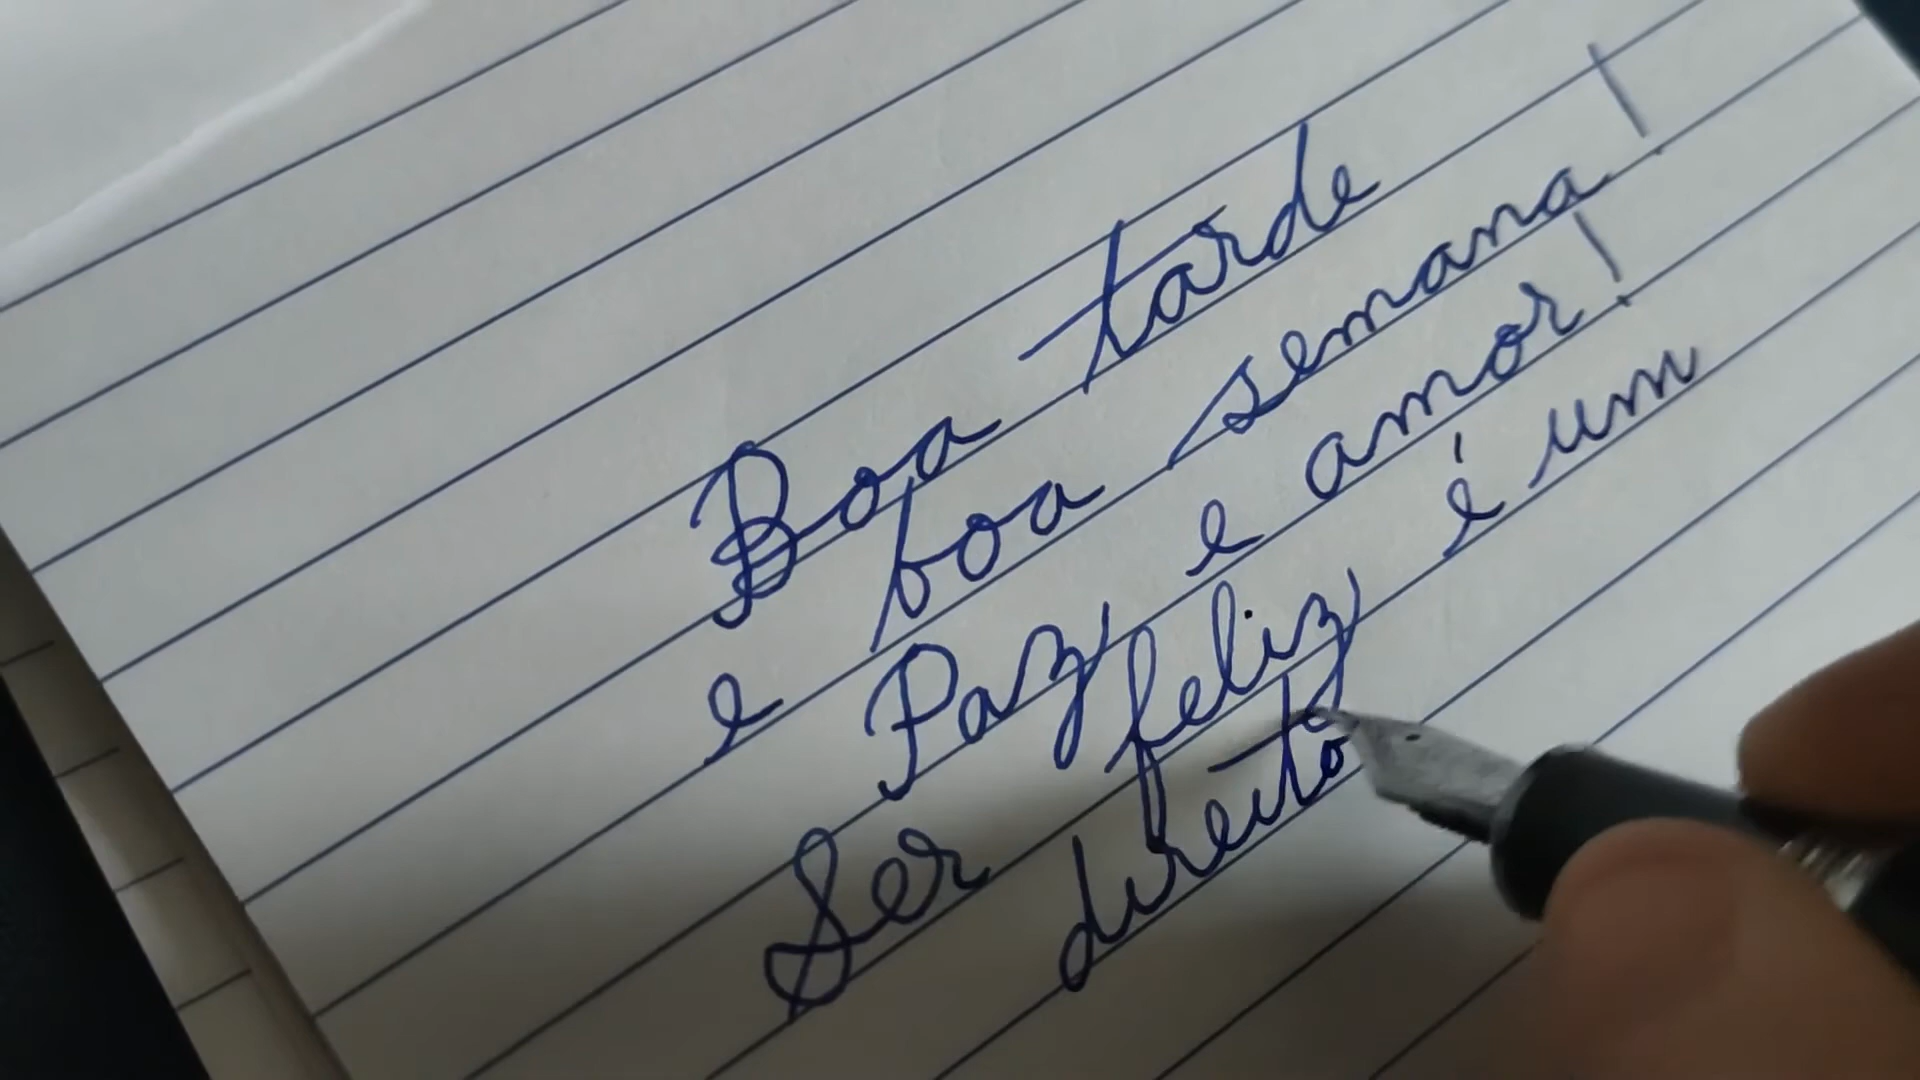 Boa tarde
e boa semana!
Paz e amor!
Ser feliz é um
direito